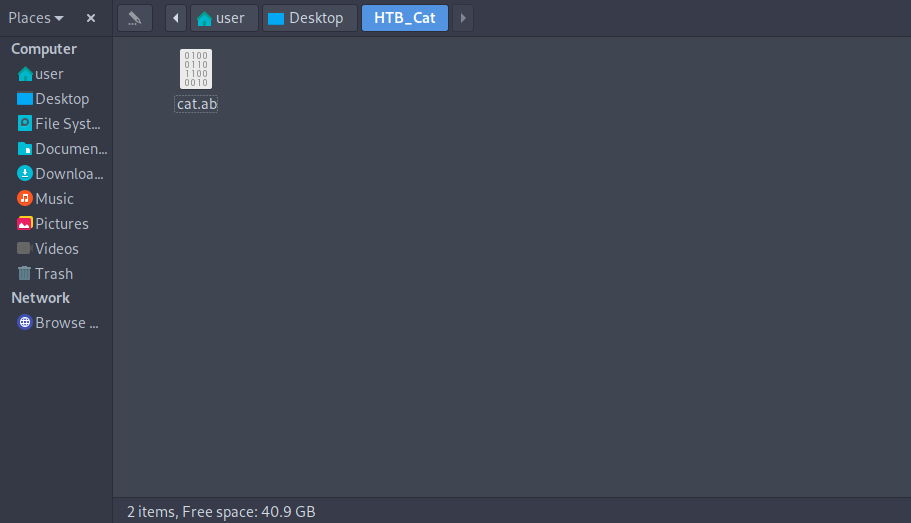 Places
user
Desktop
HTB_Cat
Computer
user
Desktop
File Syst...
Documen...
Downloa...
Music
Pictures
Videos
Trash
Network
Browse ...
0100
0110
1100
0010
cat.ab
2 items, Free space: 40.9 GB